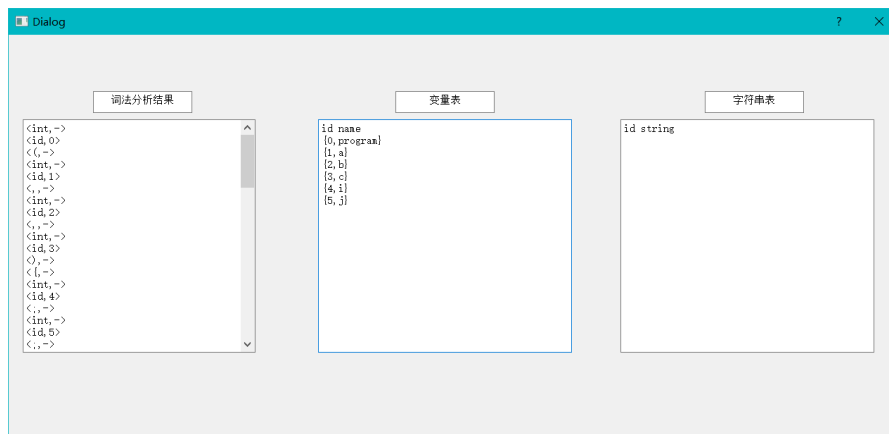 Dialog
?
词法分析结果
<int,->
<id,0>
<(,->
<int,->
<id,1>
<,,->
<int,->
<id,2>
<,,->
<int,->
<id,3>
<),->
<{,->
<int,->
<id,4>
<;,->
<int,->
<id,5>
<;,->
变量表
id name
{0,program}
{1,a}
{2,b}
{3,c}
{4,i}
{5,j}
字符串表
id string